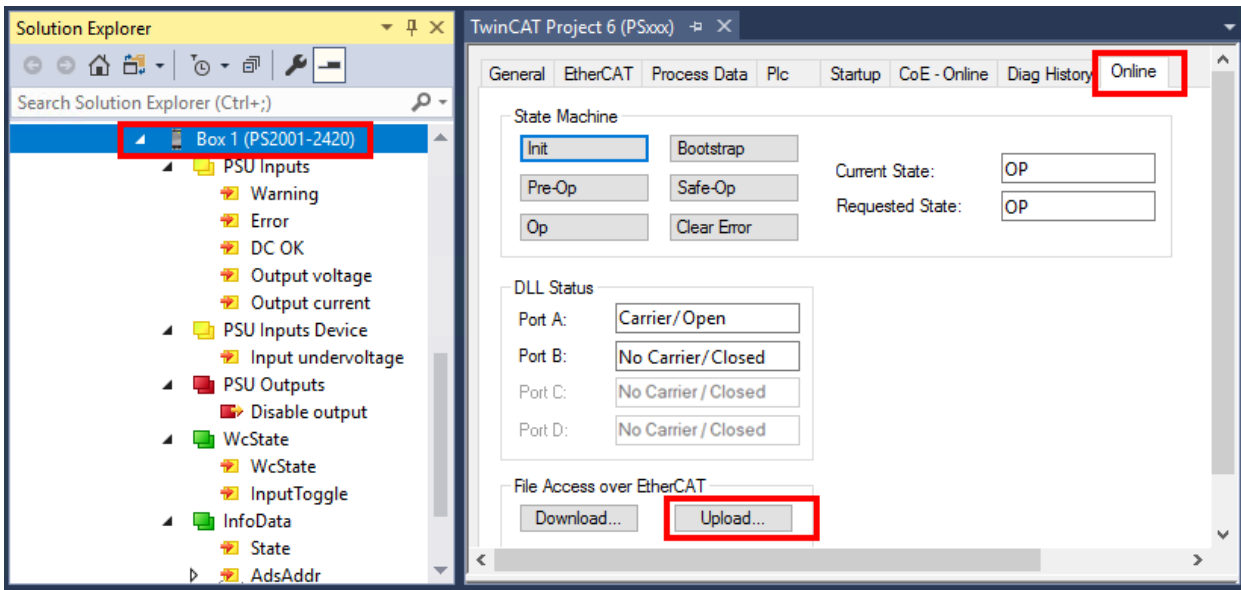 Solution Explorer
Search Solution Explorer (Ctrl+;)
Box 1 (PS2001-2420)
PSU Inputs
Warning
Error
DC OK
Output voltage
Output current
PSU Inputs Device
Input undervoltage
PSU Outputs
Disable output
WcState
WcState
InputToggle
InfoData
State
AdsAddr
TwinCAT Project 6 (PSxxx)
General EtherCAT Process Data Plc Startup CoE - Online Diag History Online
State Machine
Init Bootstrap
Pre-Op Safe-Op
Op Clear Error
Current State: OP
Requested State: OP
DLL Status
Port A: Carrier / Open
Port B: No Carrier / Closed
Port C: No Carrier / Closed
Port D: No Carrier / Closed
File Access over EtherCAT
Download... Upload...